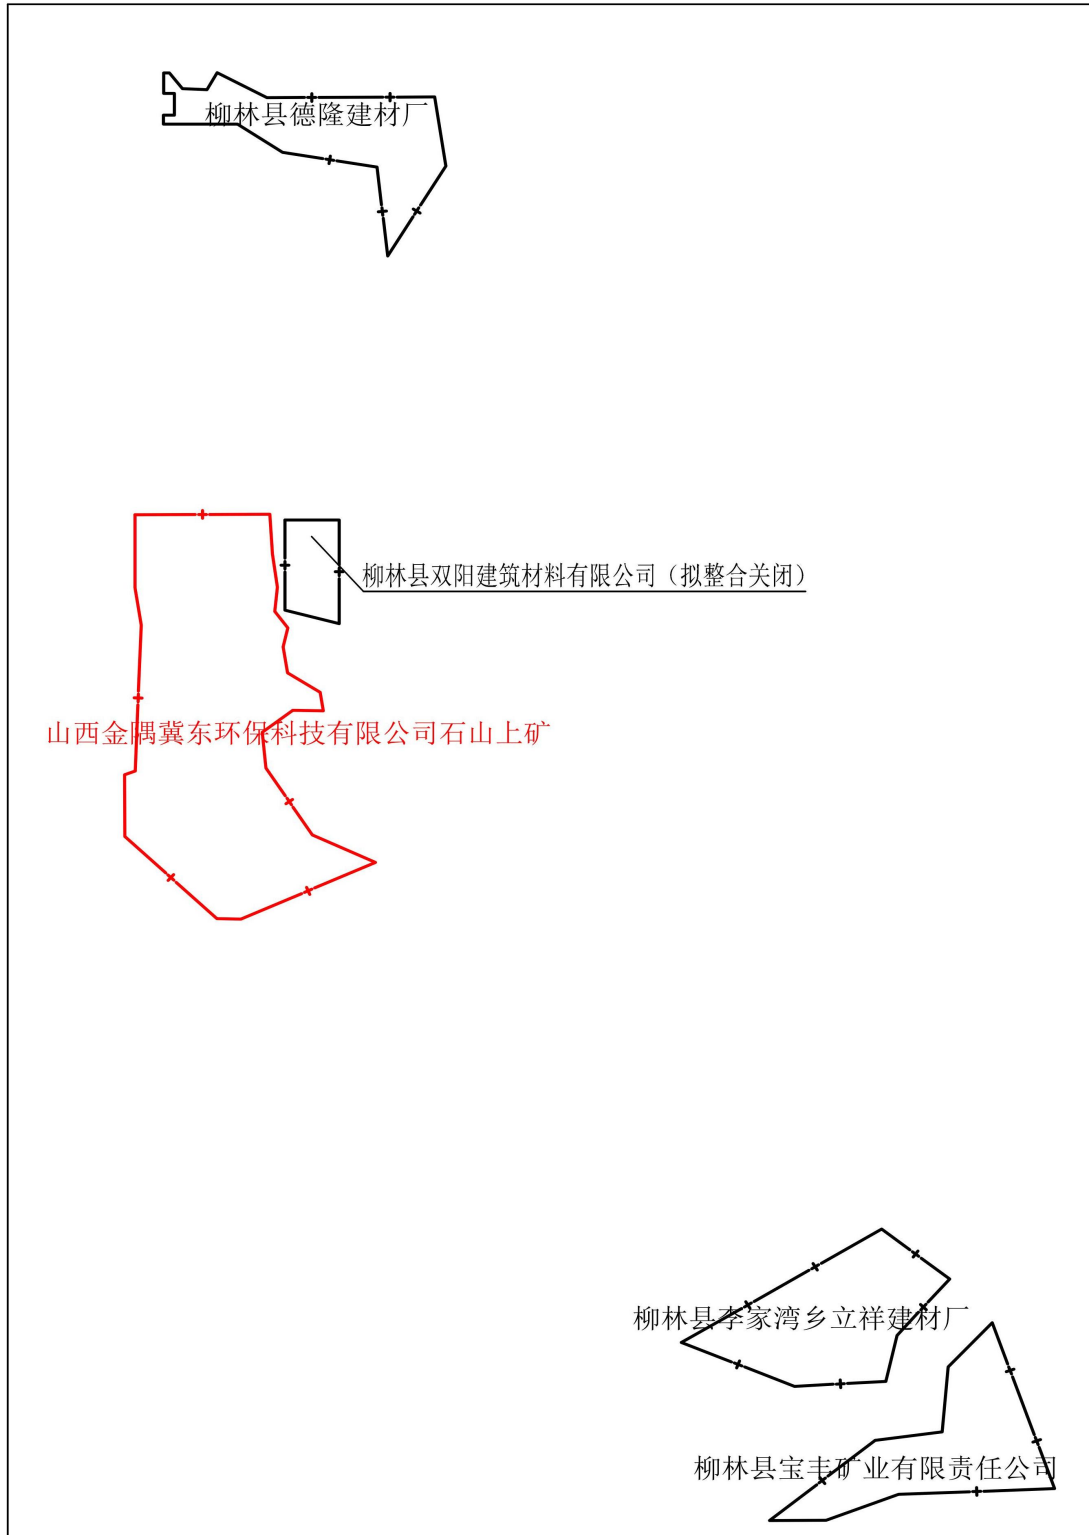 柳林县德隆建材厂
柳林县双阳建筑材料有限公司（拟整合关闭）
山西金隅冀东环保科技有限公司石山上矿
柳林县李家湾乡立祥建材厂
柳林县宝丰矿业有限责任公司